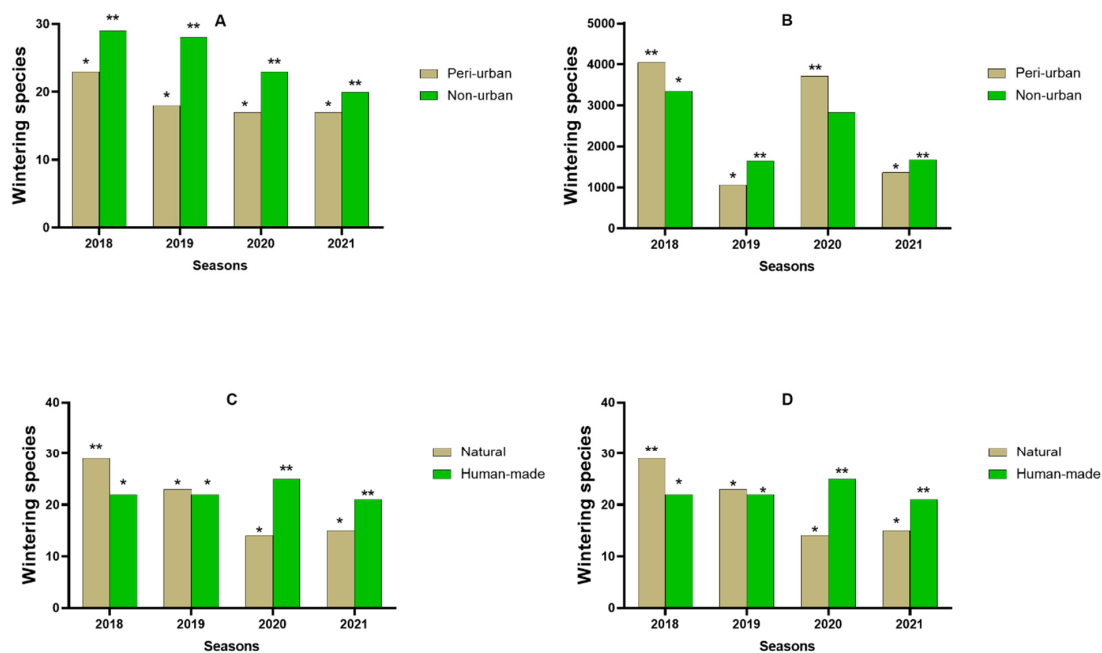 A
Wintering species
30
20
10
0
** ** ** **
* * * *
2018 2019 2020 2021
Seasons
Peri-urban
Non-urban
B
Wintering species
5000
4000
3000
2000
1000
0
** * * ** ** * **
2018 2019 2020 2021
Seasons
Peri-urban
Non-urban
C
Wintering species
40
30
20
10
0
** * * * * ** * **
2018 2019 2020 2021
Seasons
Natural
Human-made
D
Wintering species
40
30
20
10
0
** * * * * ** * **
2018 2019 2020 2021
Seasons
Natural
Human-made